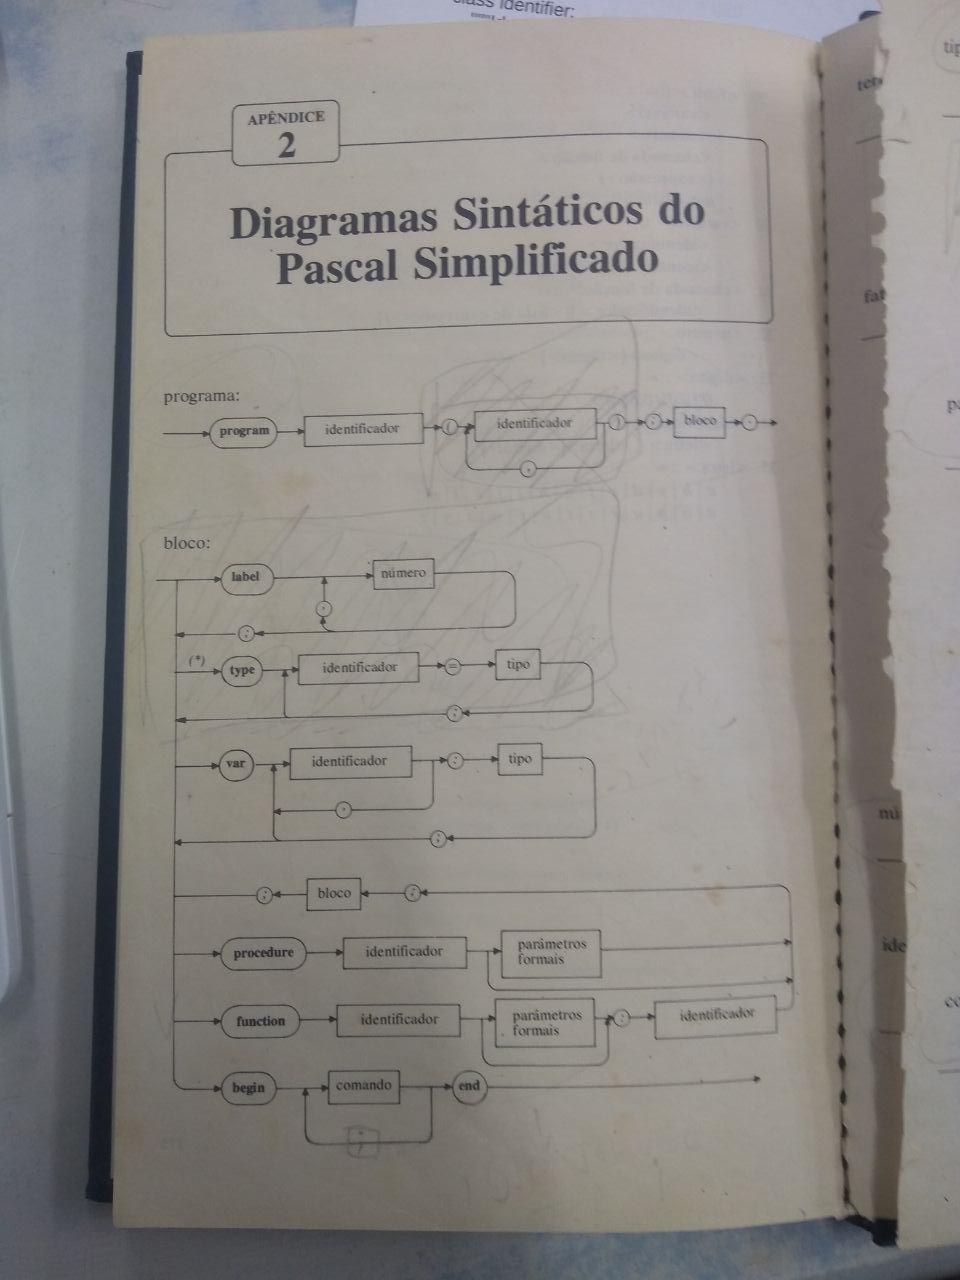 class identifier:
APÊNDICE
2
Diagramas Sintáticos do
Pascal Simplificado
programa:
program identificador ( identificador ) ; bloco .
,
bloco:
label número
,
;
(*) type identificador = tipo
;
var identificador : tipo
,
;
; bloco ;
procedure identificador parâmetros
formais
function identificador parâmetros
formais : identificador
begin comando end
;